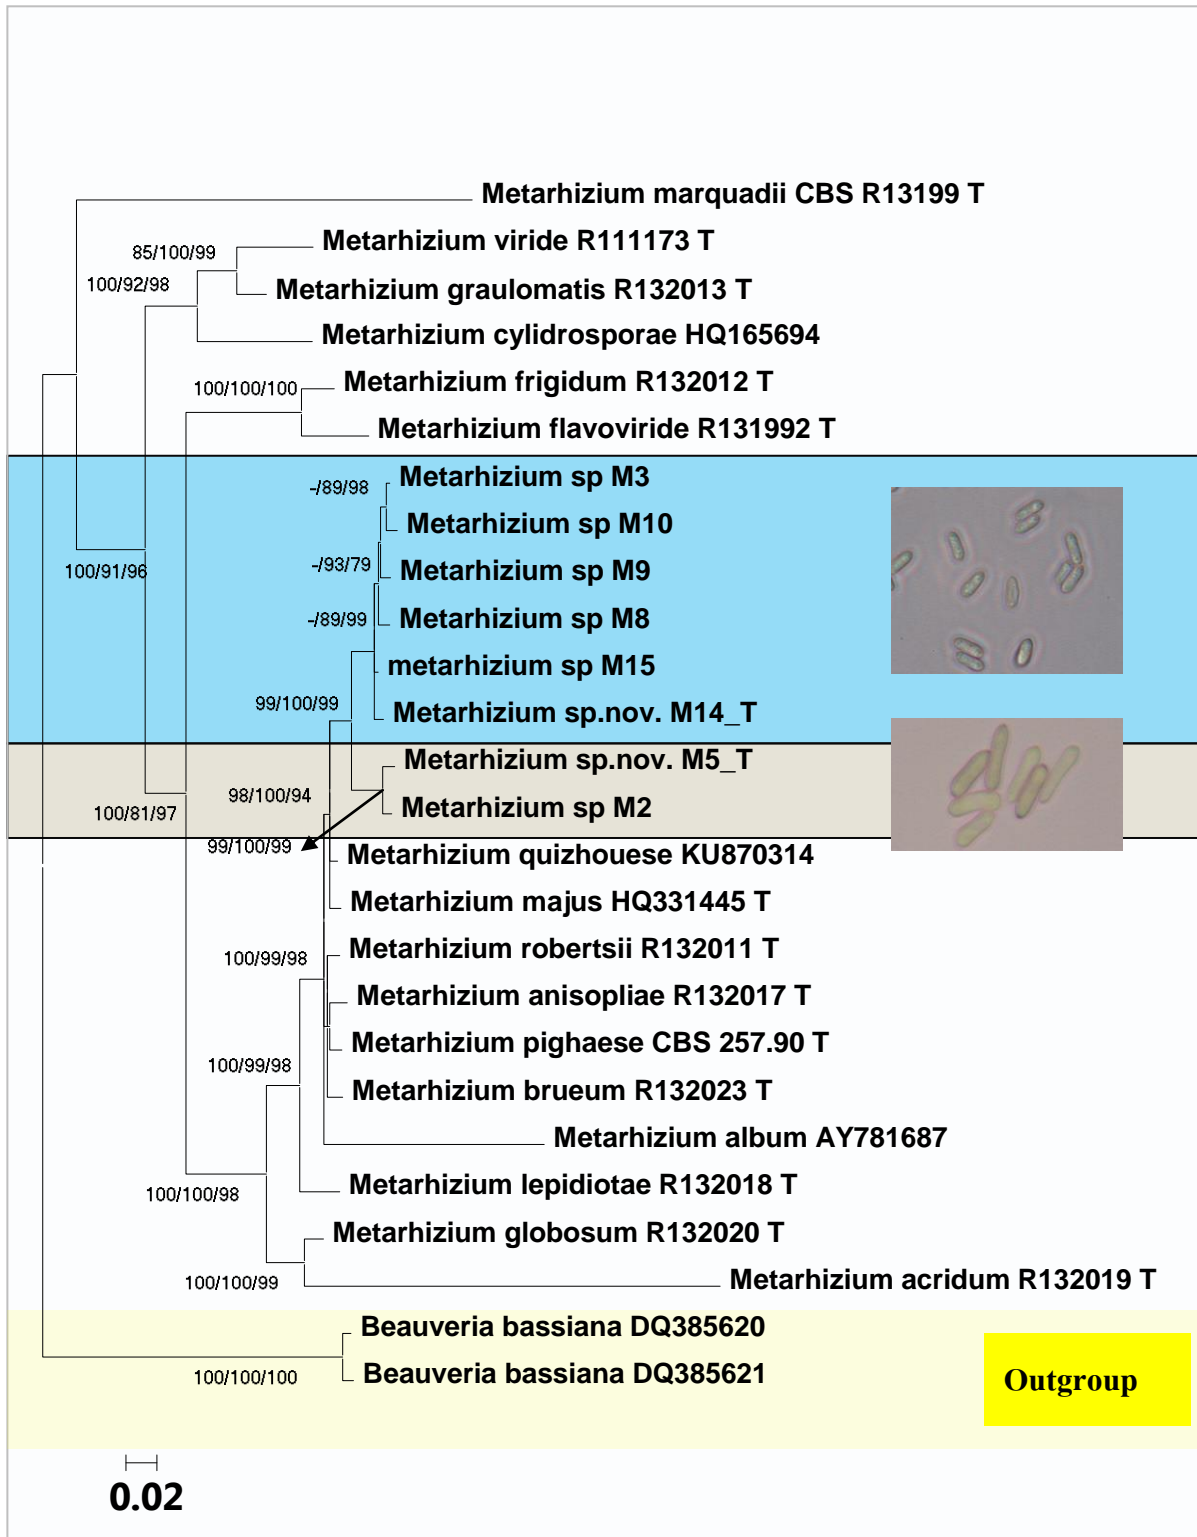 Metarhizium marquadii CBS R13199 T
85/100/99
Metarhizium viride R111173 T
100/92/98
Metarhizium graulomatis R132013 T
Metarhizium cylidrosporae HQ165694
100/100/100
Metarhizium frigidum R132012 T
Metarhizium flavoviride R131992 T
-/89/98
Metarhizium sp M3
Metarhizium sp M10
100/91/96
-/93/79
Metarhizium sp M9
-/89/99
Metarhizium sp M8
metarhizium sp M15
99/100/99
Metarhizium sp.nov. M14_T
Metarhizium sp.nov. M5_T
98/100/94
100/81/97
Metarhizium sp M2
99/100/99
Metarhizium quizhouese KU870314
Metarhizium majus HQ331445 T
100/99/98
Metarhizium robertsii R132011 T
Metarhizium anisopliae R132017 T
Metarhizium pighaese CBS 257.90 T
100/99/98
Metarhizium brueum R132023 T
Metarhizium album AY781687
100/100/98
Metarhizium lepidiotae R132018 T
Metarhizium globosum R132020 T
100/100/99
Metarhizium acridum R132019 T
Beauveria bassiana DQ385620
100/100/100
Beauveria bassiana DQ385621
Outgroup
0.02